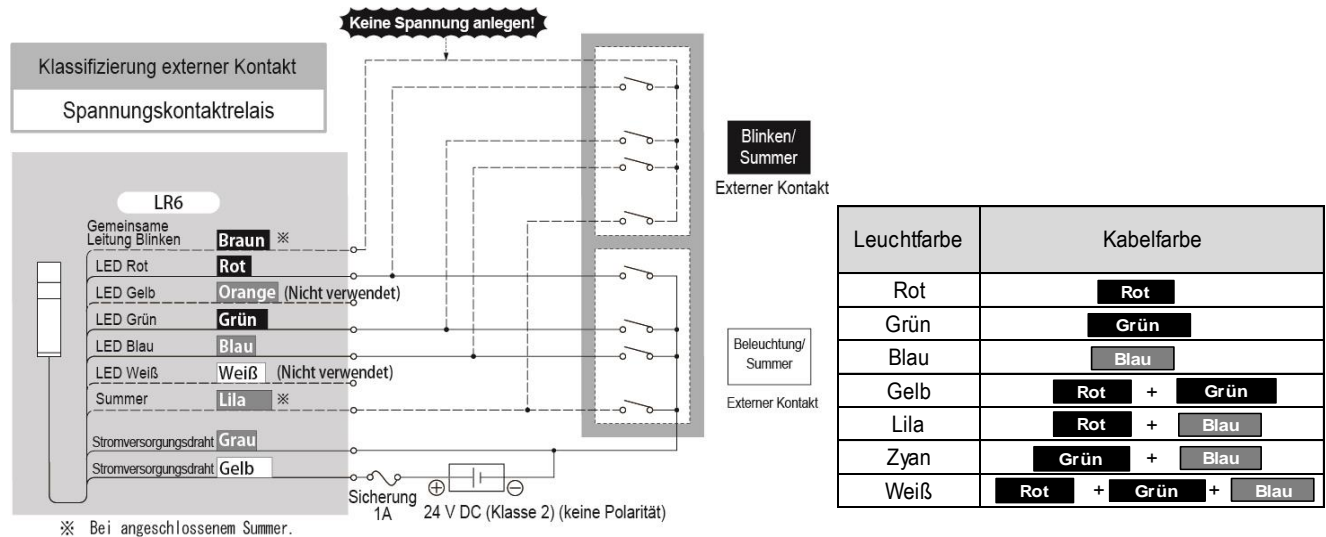 Keine Spannung anlegen!
Klassifizierung externer Kontakt
Spannungskontaktrelais
LR6
Gemeinsame
Leitung Blinken Braun ※
LED Rot Rot
LED Gelb Orange (Nicht verwendet)
LED Grün Grün
LED Blau Blau
LED Weiß Weiß (Nicht verwendet)
Summer Lila ※
Stromversorgungsdraht Grau
Stromversorgungsdraht Gelb
Sicherung
1A
⊕ ⊖
24 V DC (Klasse 2) (keine Polarität)
※ Bei angeschlossenem Summer.
Blinken/
Summer
Externer Kontakt
Beleuchtung/
Summer
Externer Kontakt
Leuchtfarbe Kabelfarbe
Rot Rot
Grün Grün
Blau Blau
Gelb Rot + Grün
Lila Rot + Blau
Zyan Grün + Blau
Weiß Rot + Grün + Blau